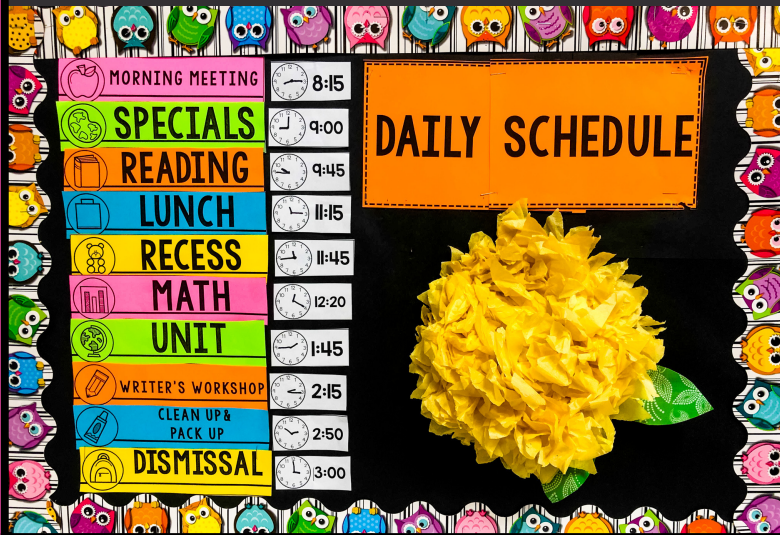 MORNING MEETING 8:15
SPECIALS 9:00
READING 9:45
LUNCH 11:15
RECESS 11:45
MATH 12:20
UNIT 1:45
WRITER'S WORKSHOP 2:15
CLEAN UP &
PACK UP 2:50
DISMISSAL 3:00
DAILY SCHEDULE